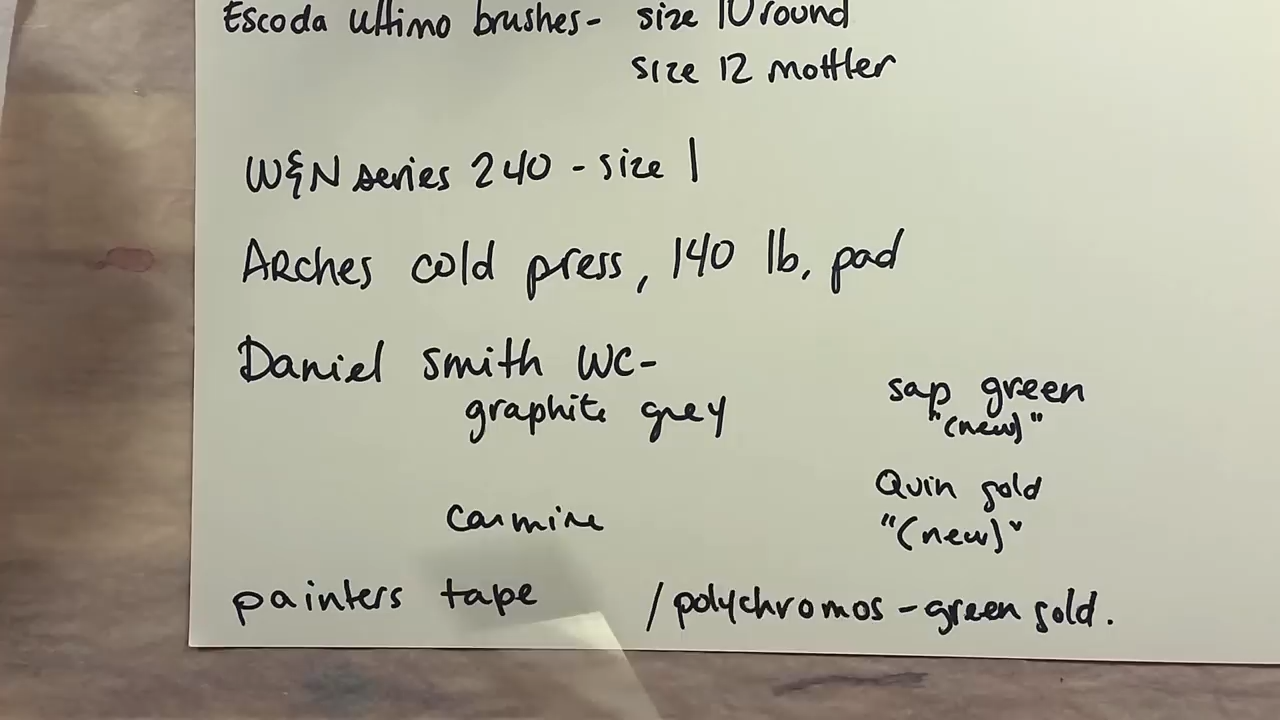 Escoda Ultimo brushes- size 10 round
size 12 mottler
W&N series 240 - size 1
Arches cold press, 140 lb, pad
Daniel smith WC-
graphite grey
sap green
"(new)"
Quin gold
"(new)"
carmine
painters tape /polychromos - green gold.